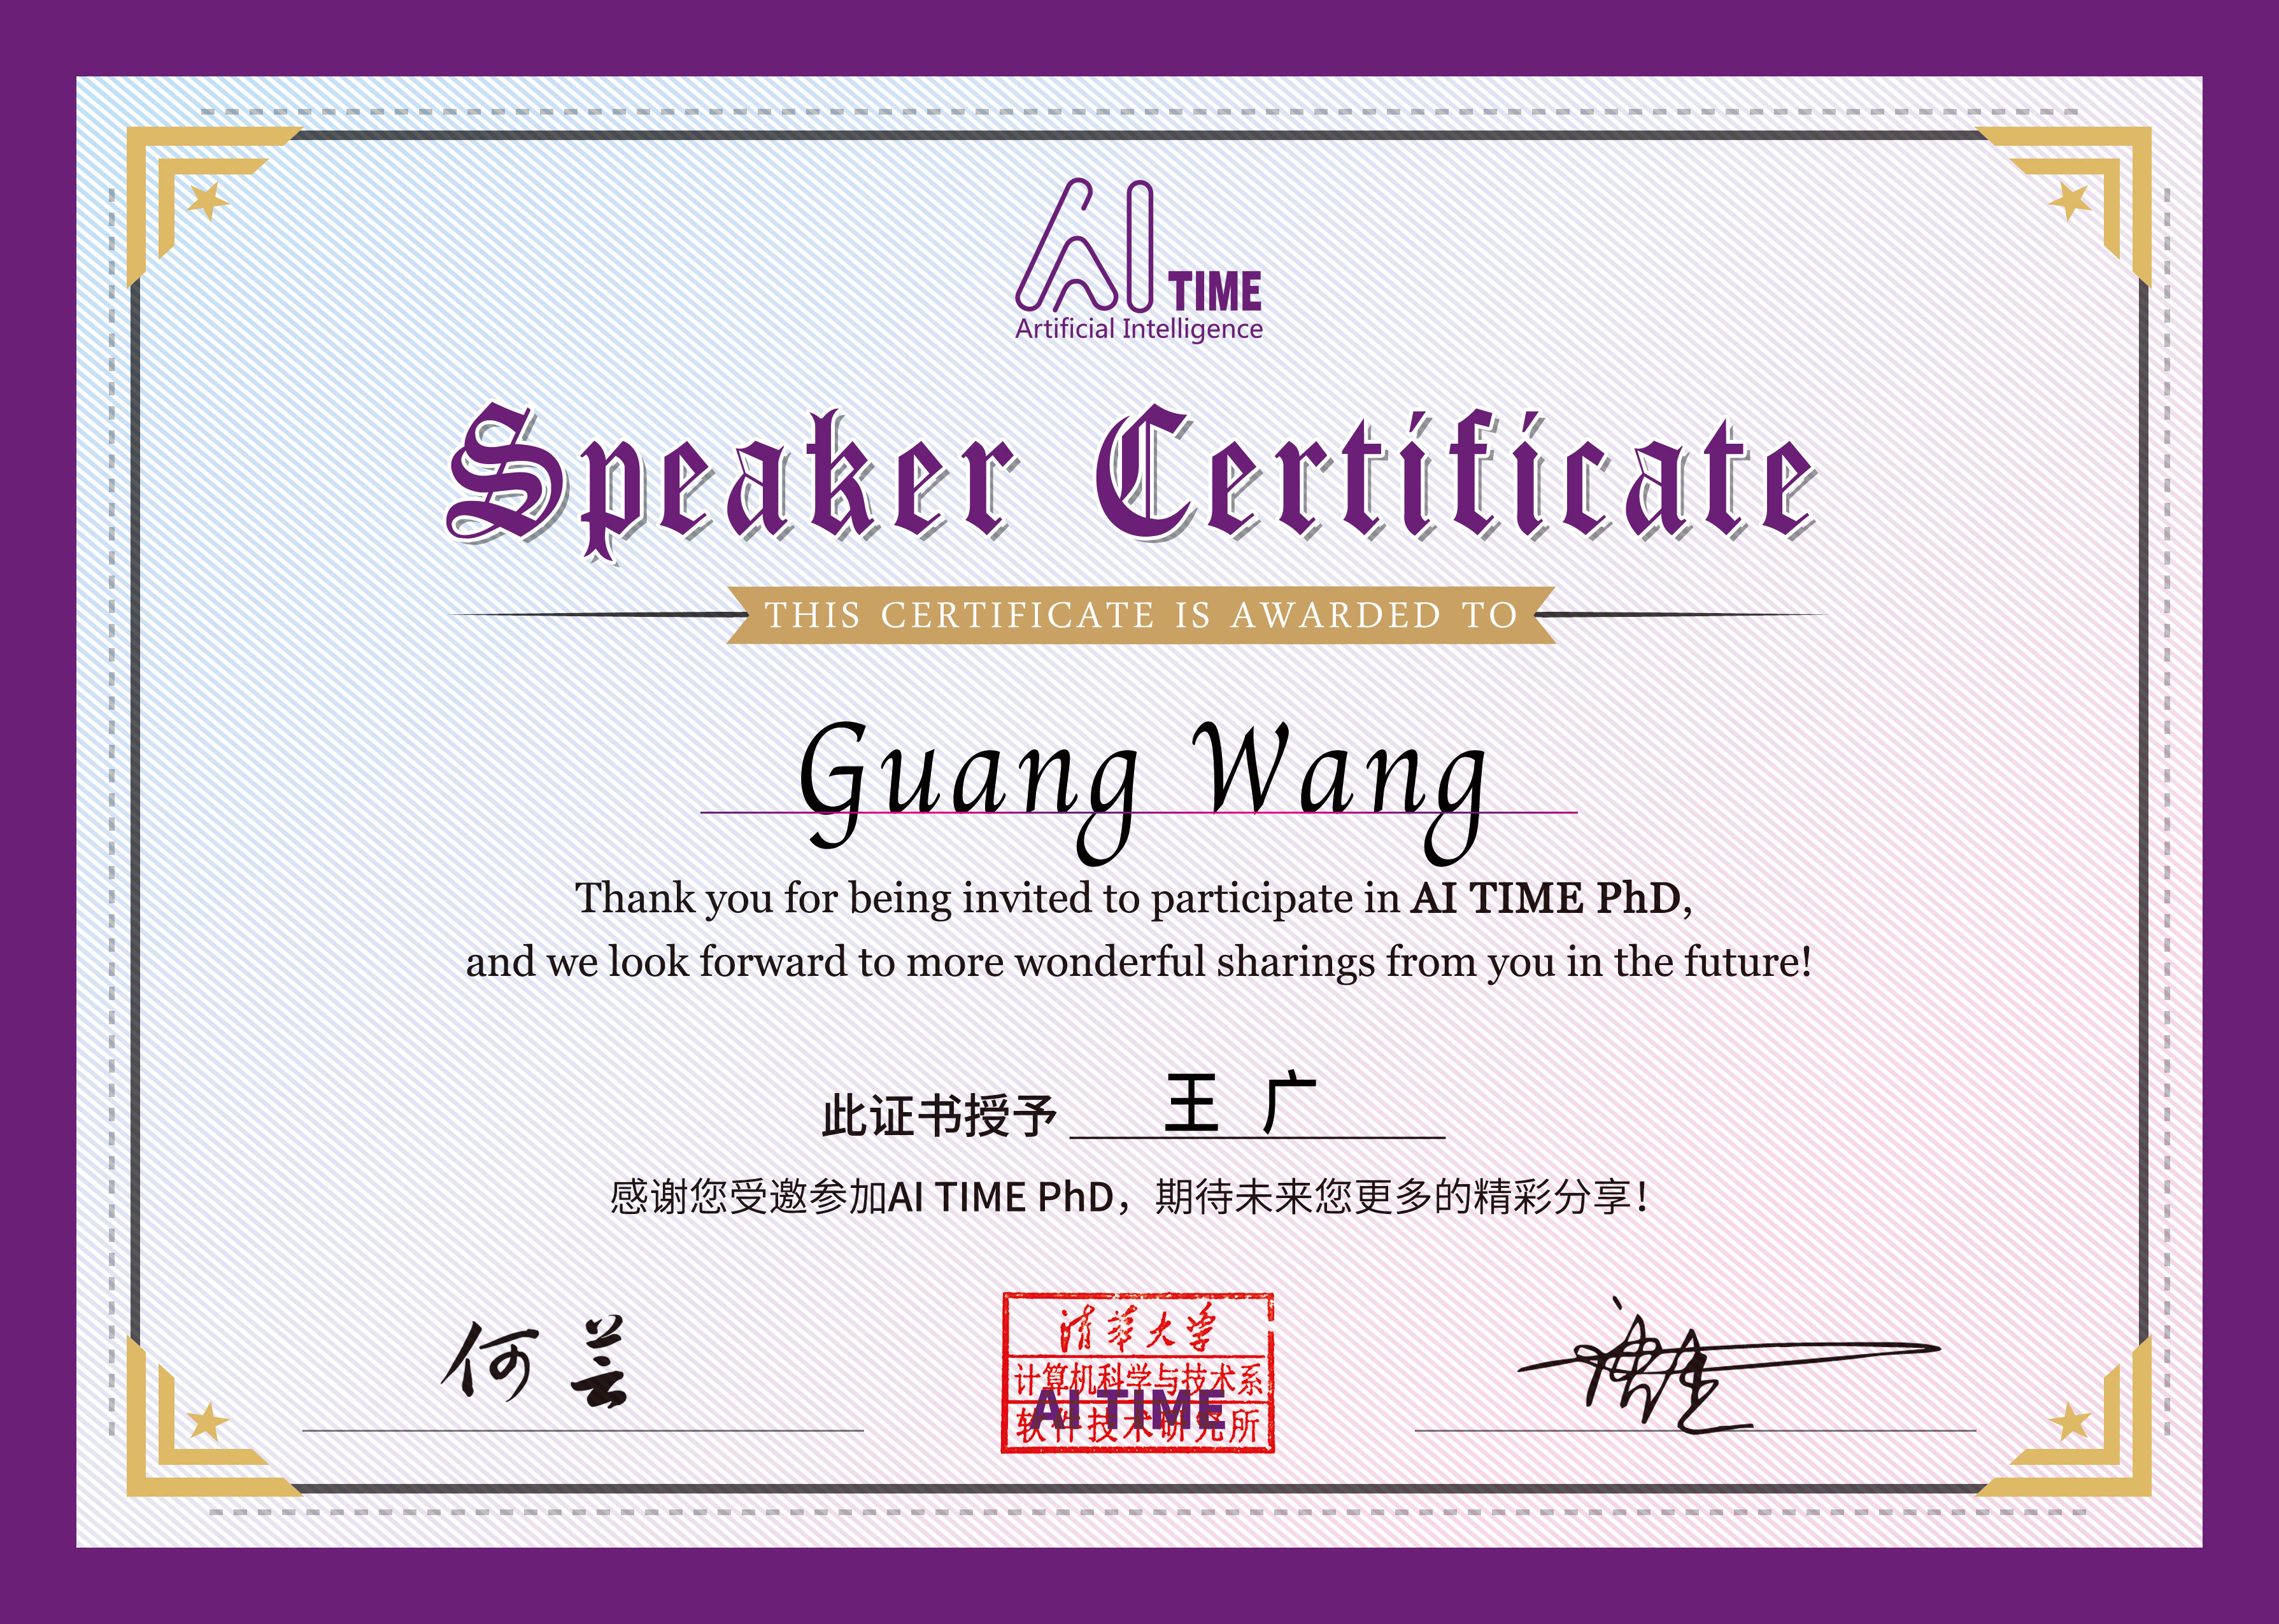 AI TIME
Artificial Intelligence
Speaker Certificate
THIS CERTIFICATE IS AWARDED TO
Guang Wang
Thank you for being invited to participate in AI TIME PhD,
and we look forward to more wonderful sharings from you in the future!
此证书授予 王 广
感谢您受邀参加AI TIME PhD，期待未来您更多的精彩分享！
何芸
清华大学
计算机科学与技术系
AI TIME
软件技术研究所